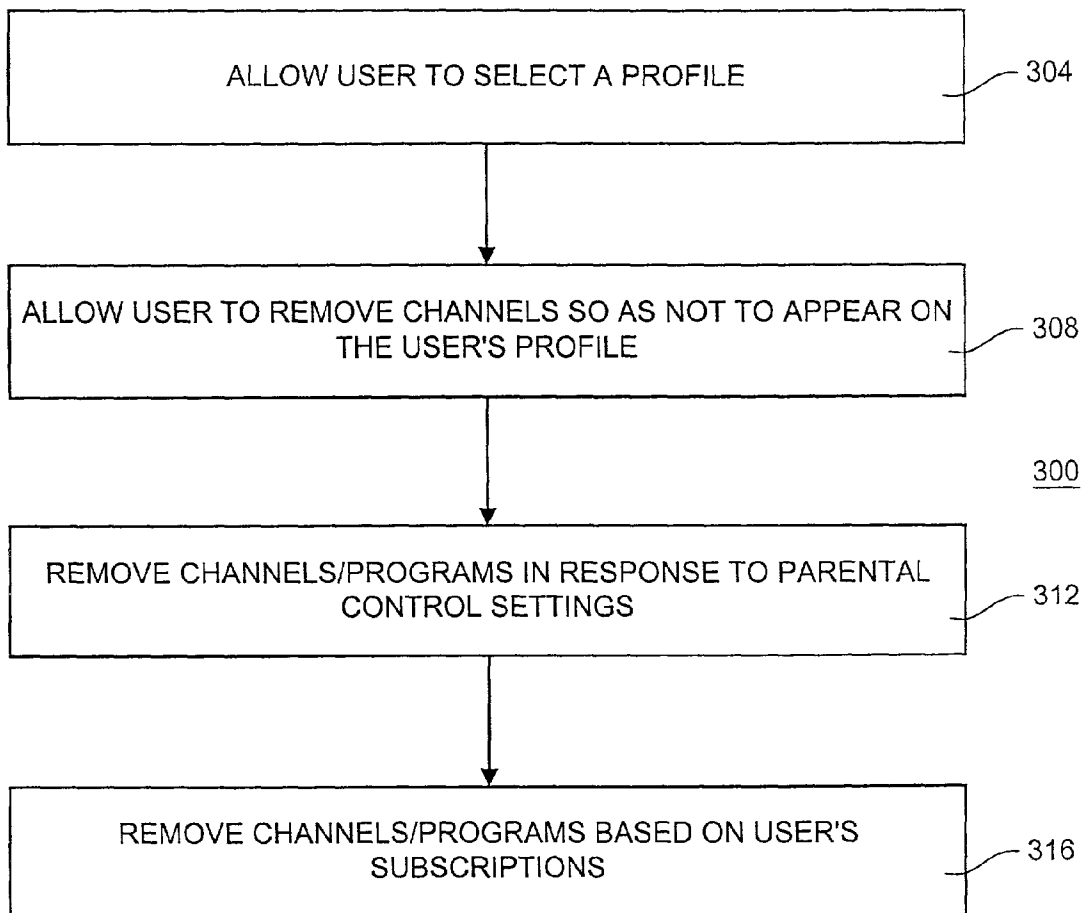 ALLOW USER TO SELECT A PROFILE
304
ALLOW USER TO REMOVE CHANNELS SO AS NOT TO APPEAR ON
THE USER'S PROFILE
308
300
REMOVE CHANNELS/PROGRAMS IN RESPONSE TO PARENTAL
CONTROL SETTINGS
312
REMOVE CHANNELS/PROGRAMS BASED ON USER'S
SUBSCRIPTIONS
316